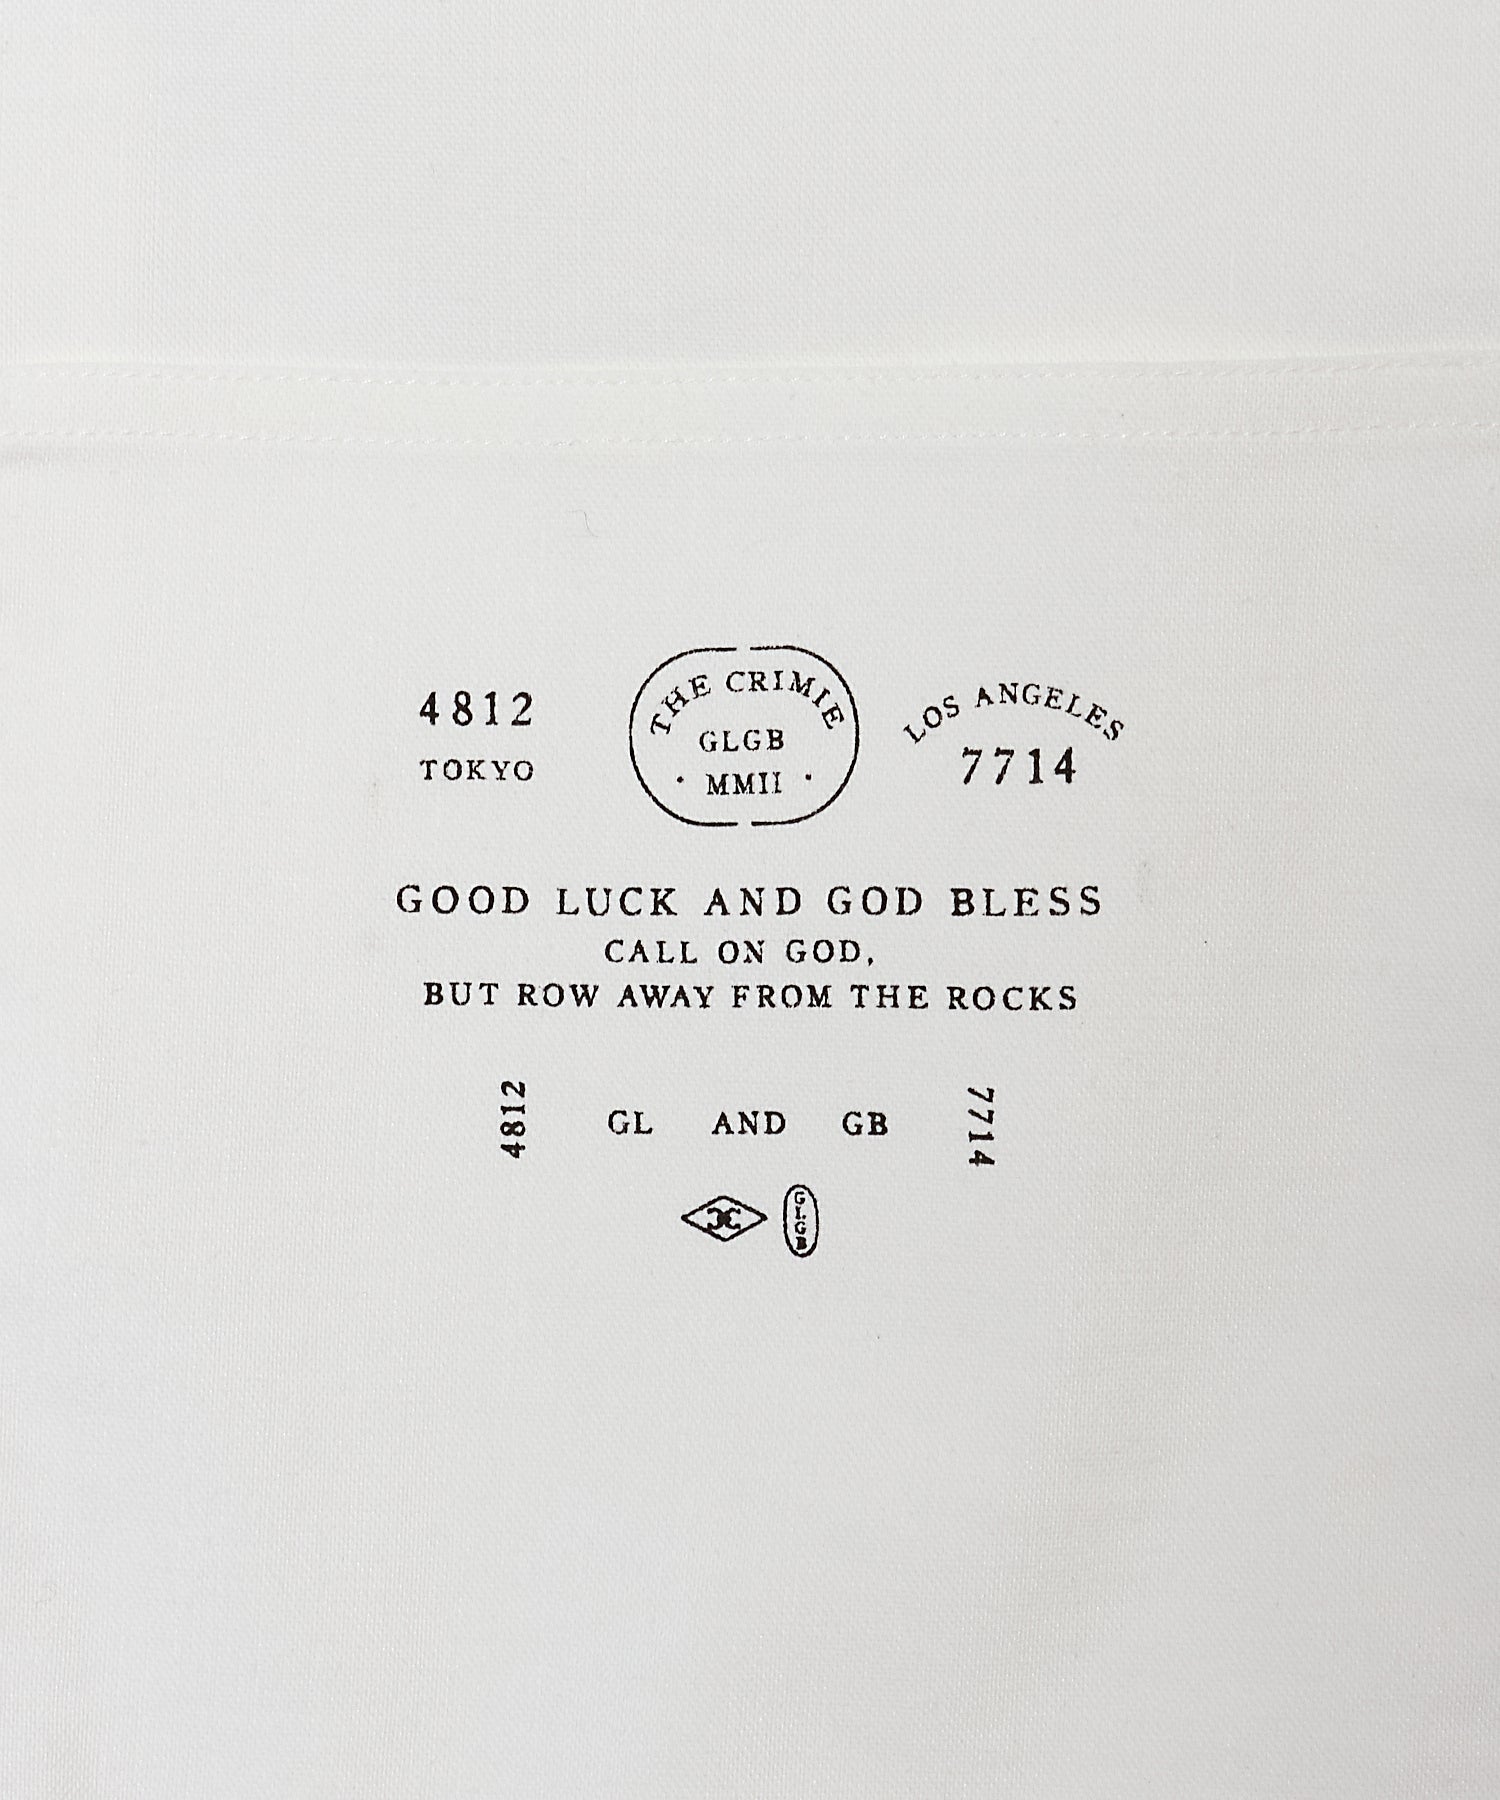 4812
TOKYO
THE CRIMIE
GLGB
· MMII ·
LOS ANGELES
7714
GOOD LUCK AND GOD BLESS
CALL ON GOD,
BUT ROW AWAY FROM THE ROCKS
4812
GL AND GB
7714
GLGB